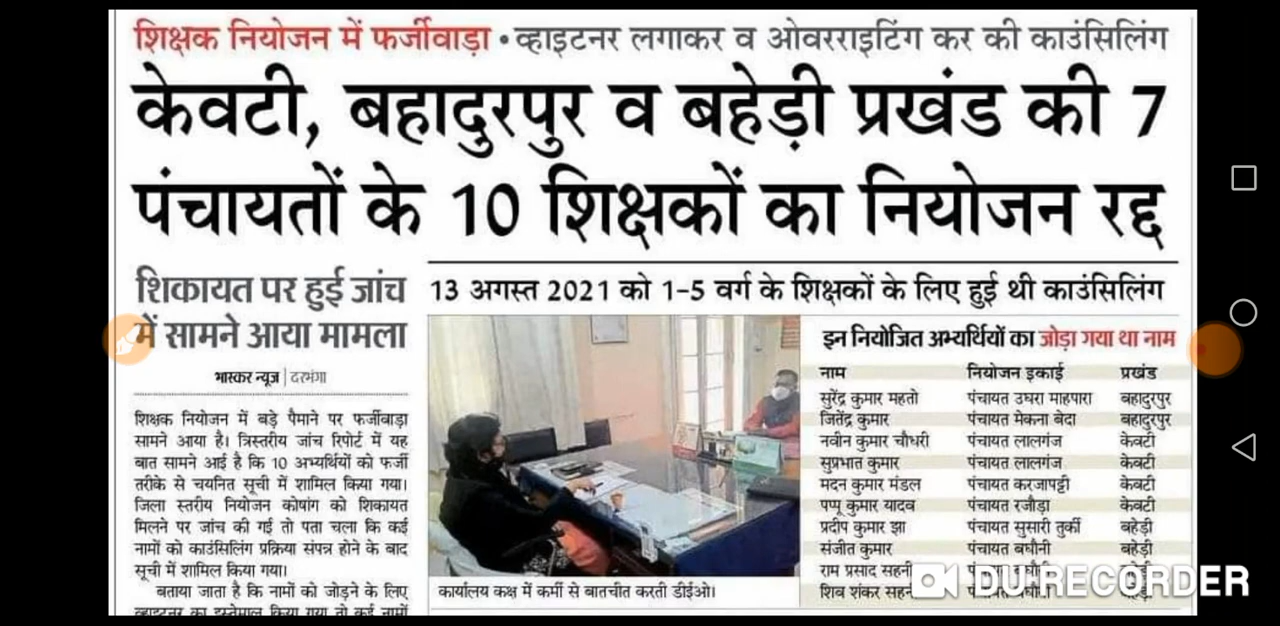 शिक्षक नियोजन में फर्जीवाड़ा • व्हाइटनर लगाकर व ओवरराइटिंग कर की काउंसिलिंग
केवटी, बहादुरपुर व बहेड़ी प्रखंड की 7
पंचायतों के 10 शिक्षकों का नियोजन रद्द
शिकायत पर हुई जांच
में सामने आया मामला
भास्कर न्यूज | दरभंगा
शिक्षक नियोजन में बड़े पैमाने पर फर्जीवाड़ा
सामने आया है। त्रिस्तरीय जांच रिपोर्ट में यह
बात सामने आई है कि 10 अभ्यर्थियों को फर्जी
तरीके से चयनित सूची में शामिल किया गया।
जिला स्तरीय नियोजन कोषांग को शिकायत
मिलने पर जांच की गई तो पता चला कि कई
नामों को काउंसिलिंग प्रक्रिया संपन्न होने के बाद
सूची में शामिल किया गया।
बताया जाता है कि नामों को जोड़ने के लिए
व्हाइटनर का इस्तेमाल किया गया तो कई नामों
13 अगस्त 2021 को 1-5 वर्ग के शिक्षकों के लिए हुई थी काउंसिलिंग
कार्यालय कक्ष में कर्मी से बातचीत करती डीईओ।
इन नियोजित अभ्यर्थियों का जोड़ा गया था नाम
नाम नियोजन इकाई प्रखंड
सुरेंद्र कुमार महतो पंचायत उघरा माहपारा बहादुरपुर
जितेंद्र कुमार पंचायत मेकना बेदा बहादुरपुर
नवीन कुमार चौधरी पंचायत लालगंज केवटी
सुप्रभात कुमार पंचायत लालगंज केवटी
मदन कुमार मंडल पंचायत करजापट्टी केवटी
पप्पू कुमार यादव पंचायत रजौड़ा केवटी
प्रदीप कुमार झा पंचायत सुसारी तुर्की बहेड़ी
संजीत कुमार पंचायत बघौनी बहेड़ी
राम प्रसाद सहनी
शिव शंकर
DU RECORDER